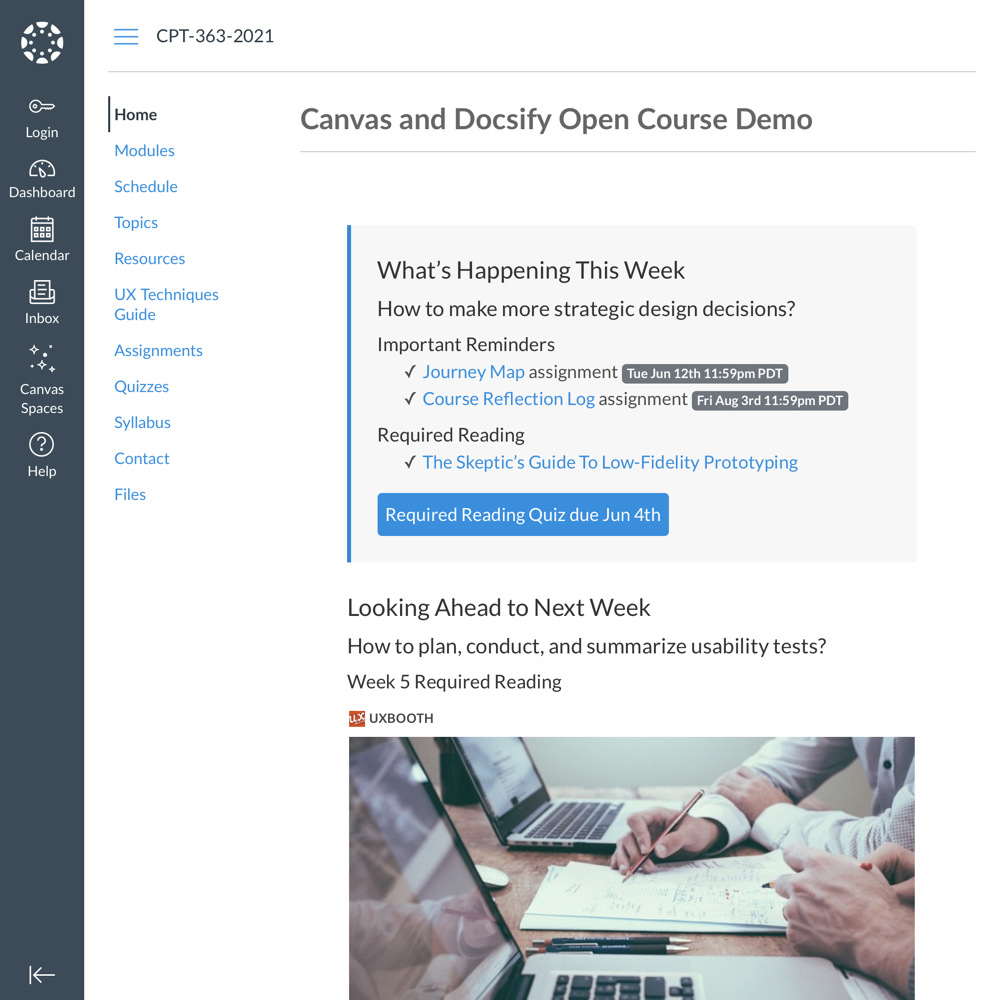 CPT-363-2021
Login
Dashboard
Calendar
Inbox
Canvas
Spaces
Help
Home
Modules
Schedule
Topics
Resources
UX Techniques
Guide
Assignments
Quizzes
Syllabus
Contact
Files
Canvas and Docsify Open Course Demo
What’s Happening This Week
How to make more strategic design decisions?
Important Reminders
✓ Journey Map assignment Tue Jun 12th 11:59pm PDT
✓ Course Reflection Log assignment Fri Aug 3rd 11:59pm PDT
Required Reading
✓ The Skeptic’s Guide To Low-Fidelity Prototyping
Required Reading Quiz due Jun 4th
Looking Ahead to Next Week
How to plan, conduct, and summarize usability tests?
Week 5 Required Reading
UX UXBOOTH